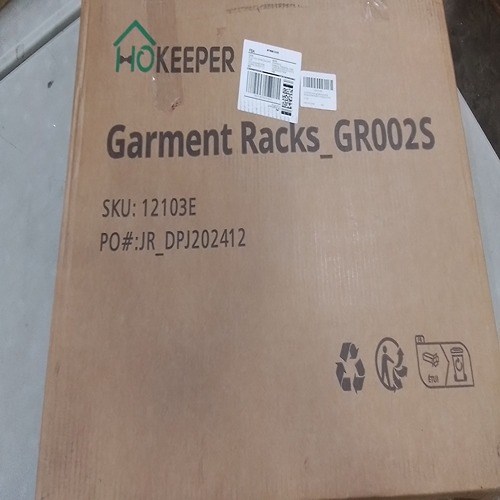 HOKEEPER
Garment Racks_GR002S
SKU: 12103E
PO#:JR_DPJ202412